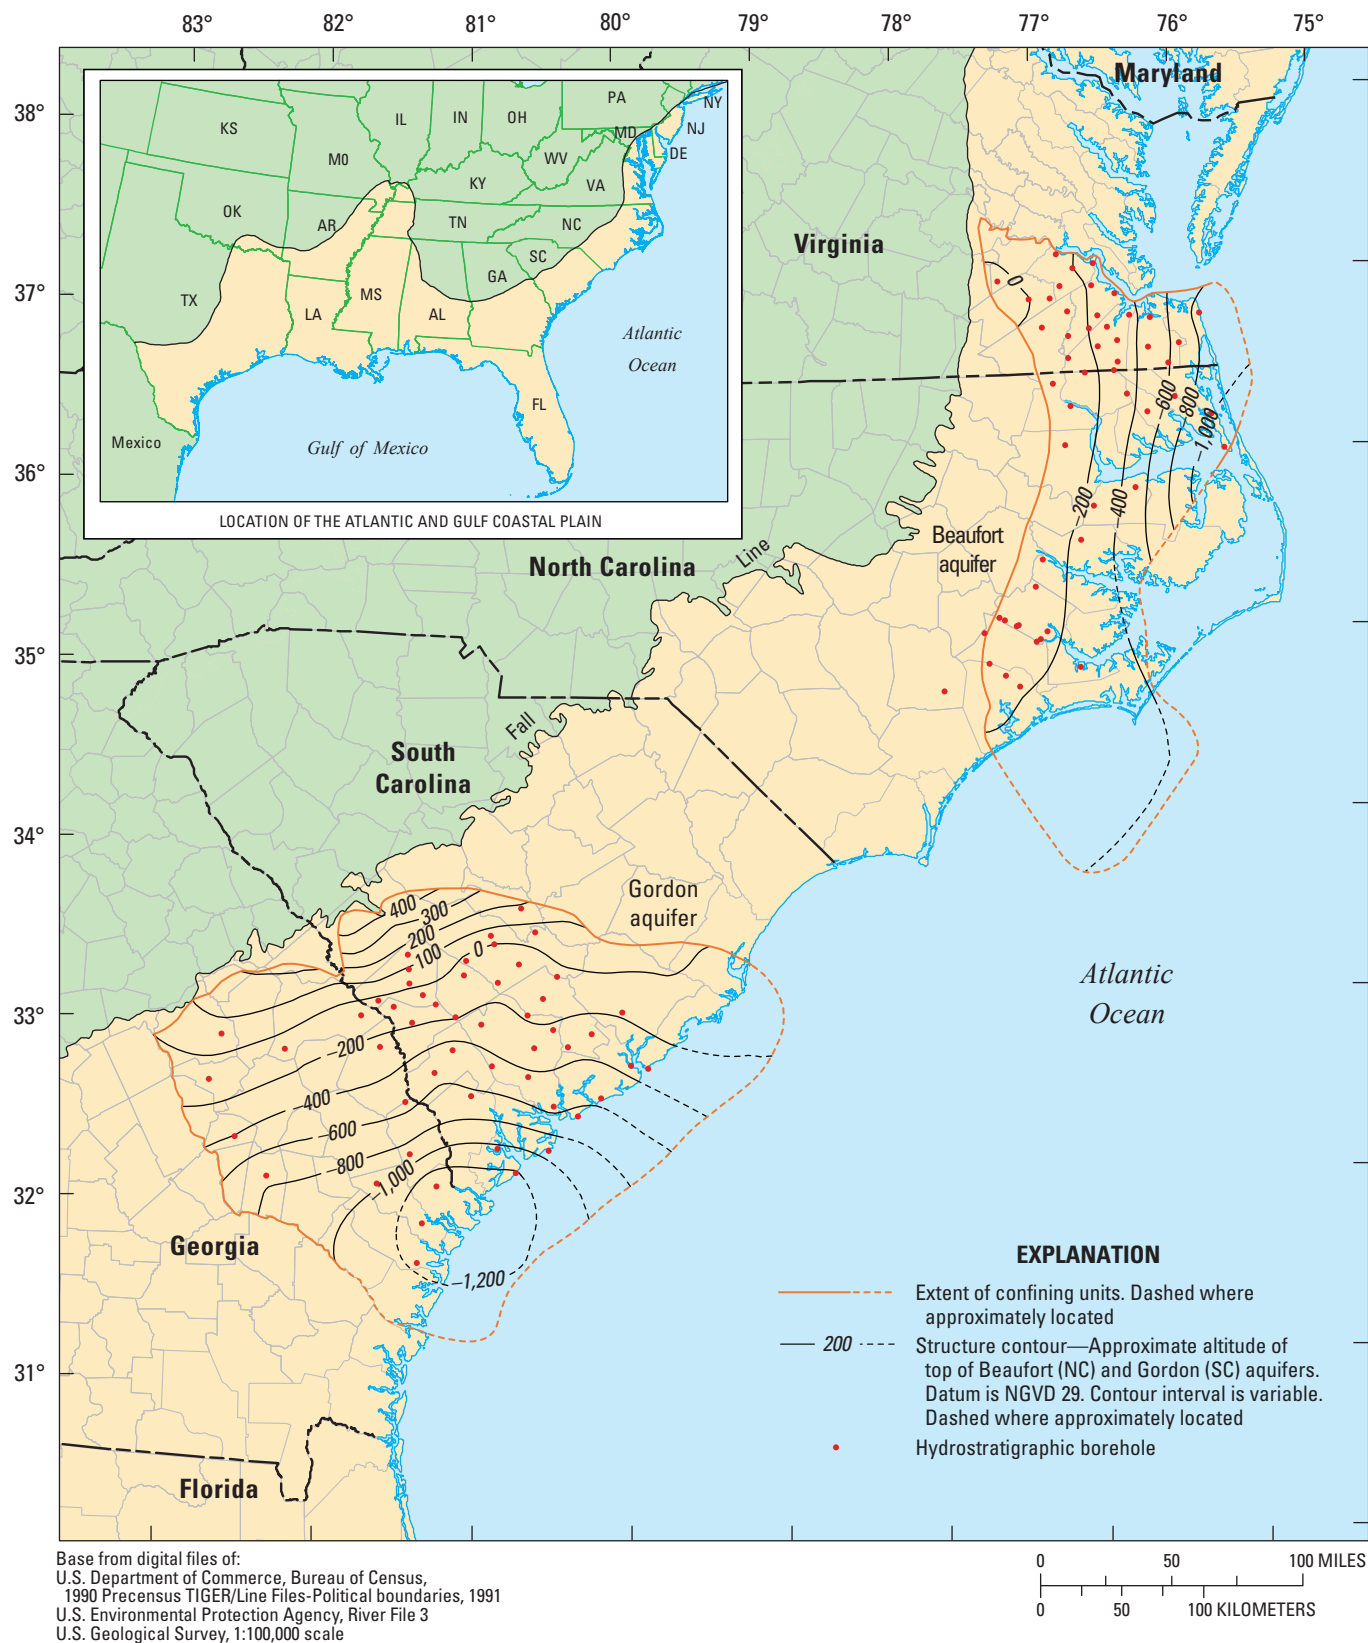 83° 82° 81° 80° 79° 78° 77° 76° 75°
38°
37°
36°
35°
34°
33°
32°
31°
KS
MO
IL
IN
OH
PA
NY
NJ
MD
DE
WV
VA
KY
OK
AR
TN
NC
SC
GA
TX
MS
LA
AL
FL
Mexico
Atlantic
Ocean
Gulf of Mexico
LOCATION OF THE ATLANTIC AND GULF COASTAL PLAIN
Maryland
Virginia
0
–600
–800
–1,000
–200
–400
Beaufort
aquifer
North Carolina
Fall
Line
South
Carolina
Gordon
aquifer
400
300
200
100
0
–200
–400
–600
–800
–1,000
–1,200
Atlantic
Ocean
Georgia
Florida
EXPLANATION
Extent of confining units. Dashed where
approximately located
200
Structure contour—Approximate altitude of
top of Beaufort (NC) and Gordon (SC) aquifers.
Datum is NGVD 29. Contour interval is variable.
Dashed where approximately located
Hydrostratigraphic borehole
Base from digital files of:
U.S. Department of Commerce, Bureau of Census,
1990 Precensus TIGER/Line Files-Political boundaries, 1991
U.S. Environmental Protection Agency, River File 3
U.S. Geological Survey, 1:100,000 scale
0 50 100 MILES
0 50 100 KILOMETERS